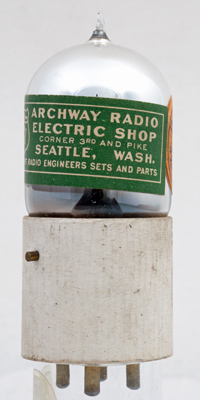 ARCHWAY RADIO
ELECTRIC SHOP
CORNER 3RD AND PIKE
SEATTLE, WASH.
RADIO ENGINEERS SETS AND PARTS